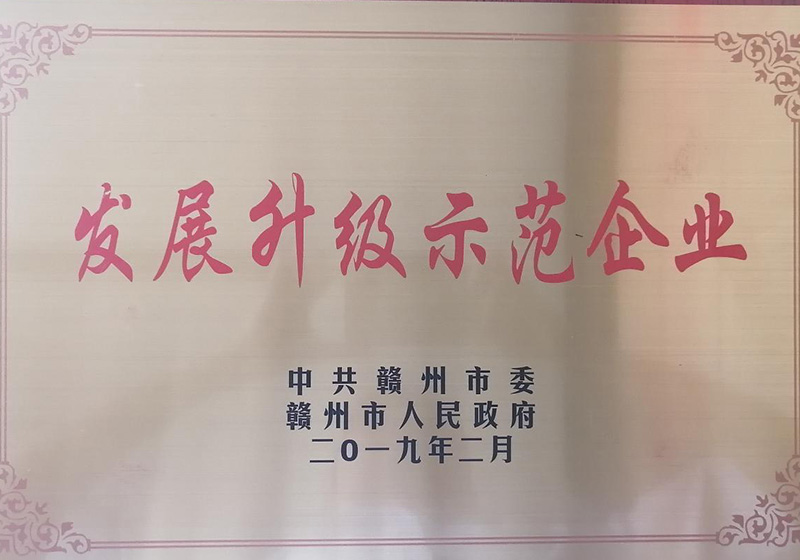 发展升级示范企业
中共赣州市委
赣州市人民政府
二〇一九年二月